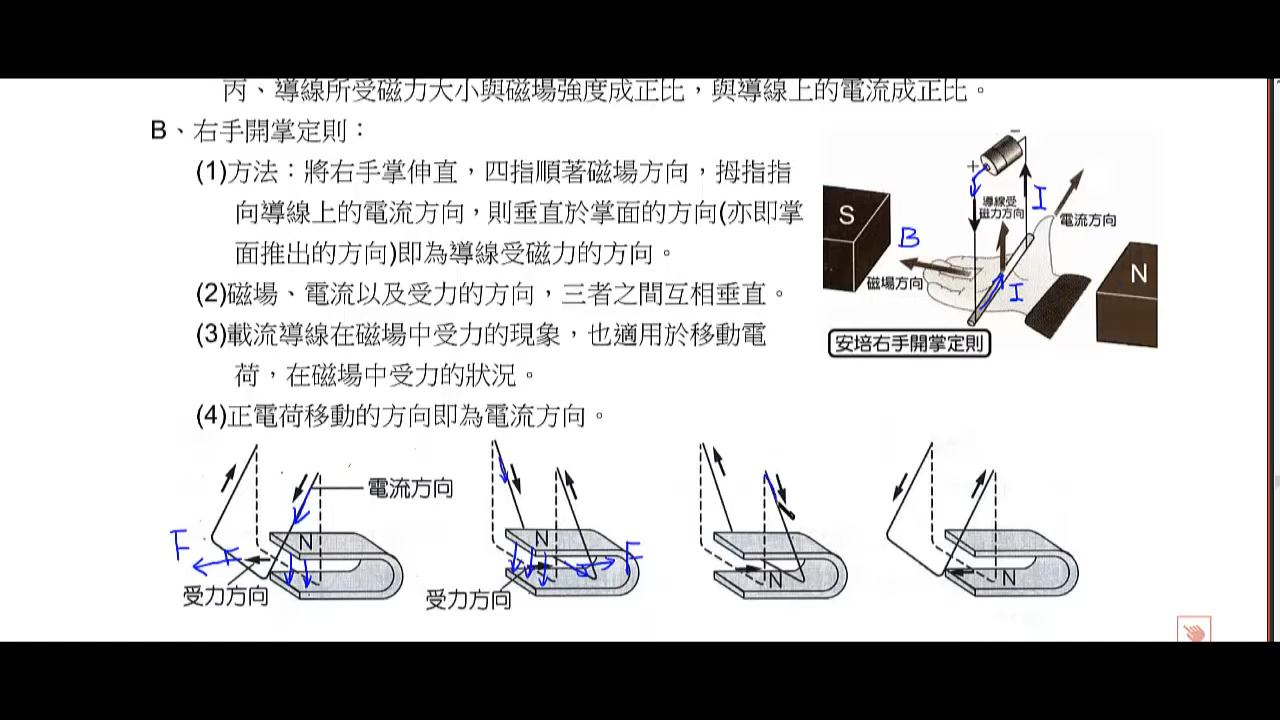 丙、導線所受磁力大小與磁場強度成正比，與導線上的電流成正比。
B、右手開掌定則：
(1)方法：將右手掌伸直，四指順著磁場方向，拇指指
向導線上的電流方向，則垂直於掌面的方向(亦即掌
面推出的方向)即為導線受磁力的方向。
(2)磁場、電流以及受力的方向，三者之間互相垂直。
(3)載流導線在磁場中受力的現象，也適用於移動電
荷，在磁場中受力的狀況。
(4)正電荷移動的方向即為電流方向。
+
−
I
導線受
磁力方向
電流方向
S
B
磁場方向
I
N
安培右手開掌定則
電流方向
N
F
F
受力方向
N
F
受力方向
N
N